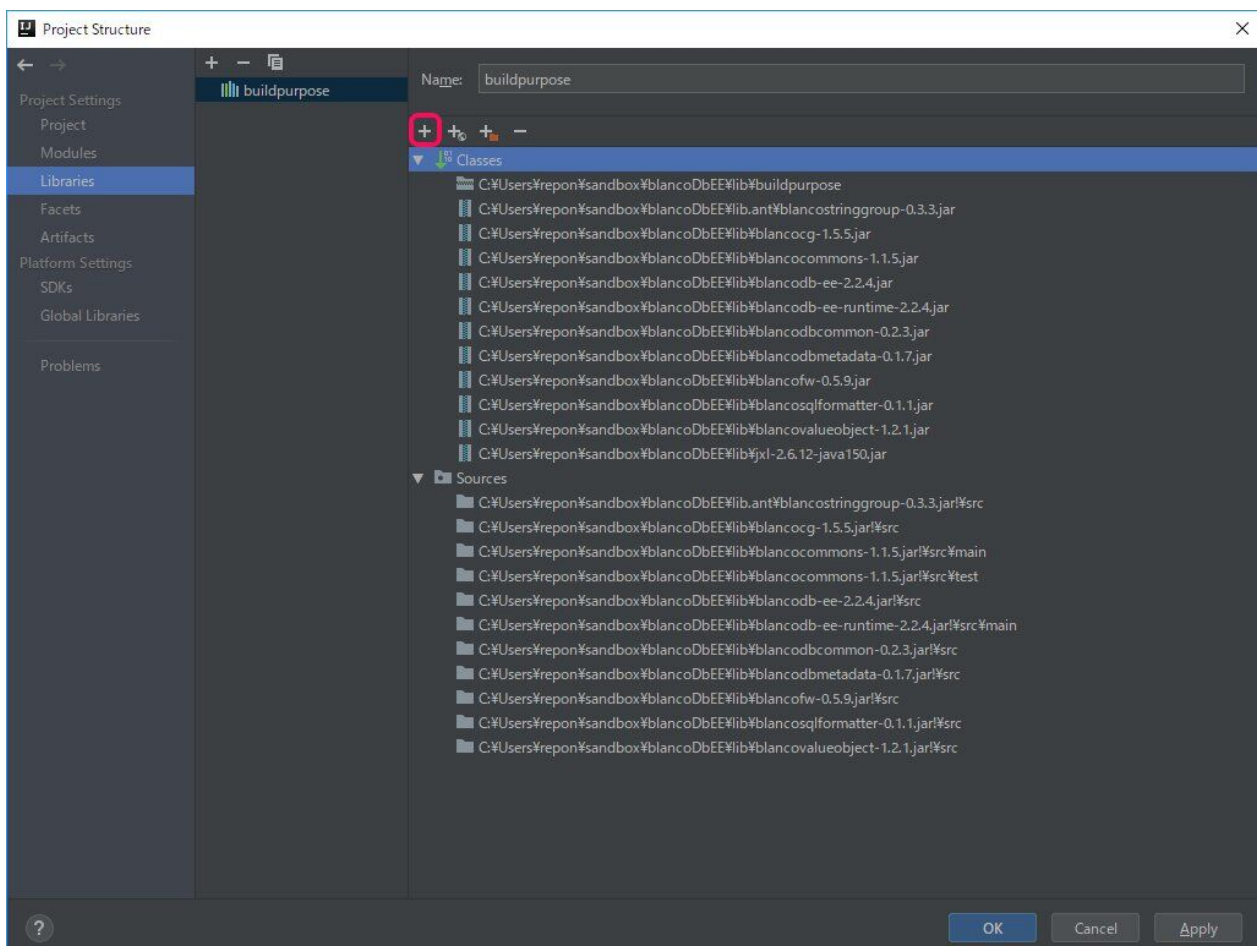 Project Structure
Project Settings
Project
Modules
Libraries
Facets
Artifacts
Platform Settings
SDKs
Global Libraries
Problems
buildpurpose
Name: buildpurpose
Classes
C:¥Users¥repon¥sandbox¥blancoDbEE¥lib¥buildpurpose
C:¥Users¥repon¥sandbox¥blancoDbEE¥lib.ant¥blancostringgroup-0.3.3.jar
C:¥Users¥repon¥sandbox¥blancoDbEE¥lib¥blancocg-1.5.5.jar
C:¥Users¥repon¥sandbox¥blancoDbEE¥lib¥blancocommons-1.1.5.jar
C:¥Users¥repon¥sandbox¥blancoDbEE¥lib¥blancodb-ee-2.2.4.jar
C:¥Users¥repon¥sandbox¥blancoDbEE¥lib¥blancodb-ee-runtime-2.2.4.jar
C:¥Users¥repon¥sandbox¥blancoDbEE¥lib¥blancodbcommon-0.2.3.jar
C:¥Users¥repon¥sandbox¥blancoDbEE¥lib¥blancodbmetadata-0.1.7.jar
C:¥Users¥repon¥sandbox¥blancoDbEE¥lib¥blancofw-0.5.9.jar
C:¥Users¥repon¥sandbox¥blancoDbEE¥lib¥blancosqlformatter-0.1.1.jar
C:¥Users¥repon¥sandbox¥blancoDbEE¥lib¥blancovalueobject-1.2.1.jar
C:¥Users¥repon¥sandbox¥blancoDbEE¥lib¥jxl-2.6.12-java150.jar
Sources
C:¥Users¥repon¥sandbox¥blancoDbEE¥lib.ant¥blancostringgroup-0.3.3.jar!¥src
C:¥Users¥repon¥sandbox¥blancoDbEE¥lib¥blancocg-1.5.5.jar!¥src
C:¥Users¥repon¥sandbox¥blancoDbEE¥lib¥blancocommons-1.1.5.jar!¥src¥main
C:¥Users¥repon¥sandbox¥blancoDbEE¥lib¥blancocommons-1.1.5.jar!¥src¥test
C:¥Users¥repon¥sandbox¥blancoDbEE¥lib¥blancodb-ee-2.2.4.jar!¥src
C:¥Users¥repon¥sandbox¥blancoDbEE¥lib¥blancodb-ee-runtime-2.2.4.jar!¥src¥main
C:¥Users¥repon¥sandbox¥blancoDbEE¥lib¥blancodbcommon-0.2.3.jar!¥src
C:¥Users¥repon¥sandbox¥blancoDbEE¥lib¥blancodbmetadata-0.1.7.jar!¥src
C:¥Users¥repon¥sandbox¥blancoDbEE¥lib¥blancofw-0.5.9.jar!¥src
C:¥Users¥repon¥sandbox¥blancoDbEE¥lib¥blancosqlformatter-0.1.1.jar!¥src
C:¥Users¥repon¥sandbox¥blancoDbEE¥lib¥blancovalueobject-1.2.1.jar!¥src
? OK Cancel Apply